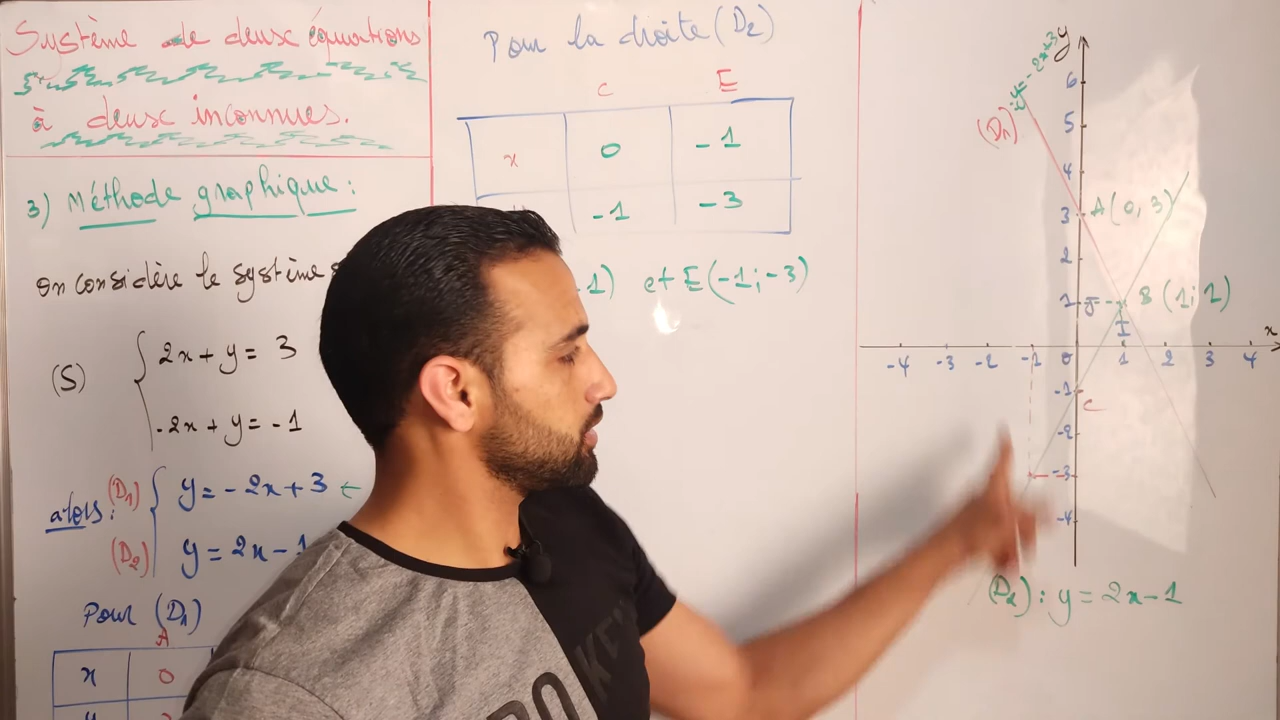 Système de deux équations
à deux inconnues.
3) Méthode graphique :
On considère le système
(S) 2x + y = 3
-2x + y = -1
alors : (D1) y = -2x + 3 ←
(D2) y = 2x - 1
Pour (D1)
A
x 0
Pour la droite (D2)
C E
x 0 -1
-1 -3
1) et E(-1; -3)
y
y = -2x+3
(D1)
6
5
4
3 A(0, 3)
2
1 J B (1; 1)
I
x
-4 -3 -2 -1 0 1 2 3 4
-1 C
-2
-3
-4
(D2) : y = 2x - 1